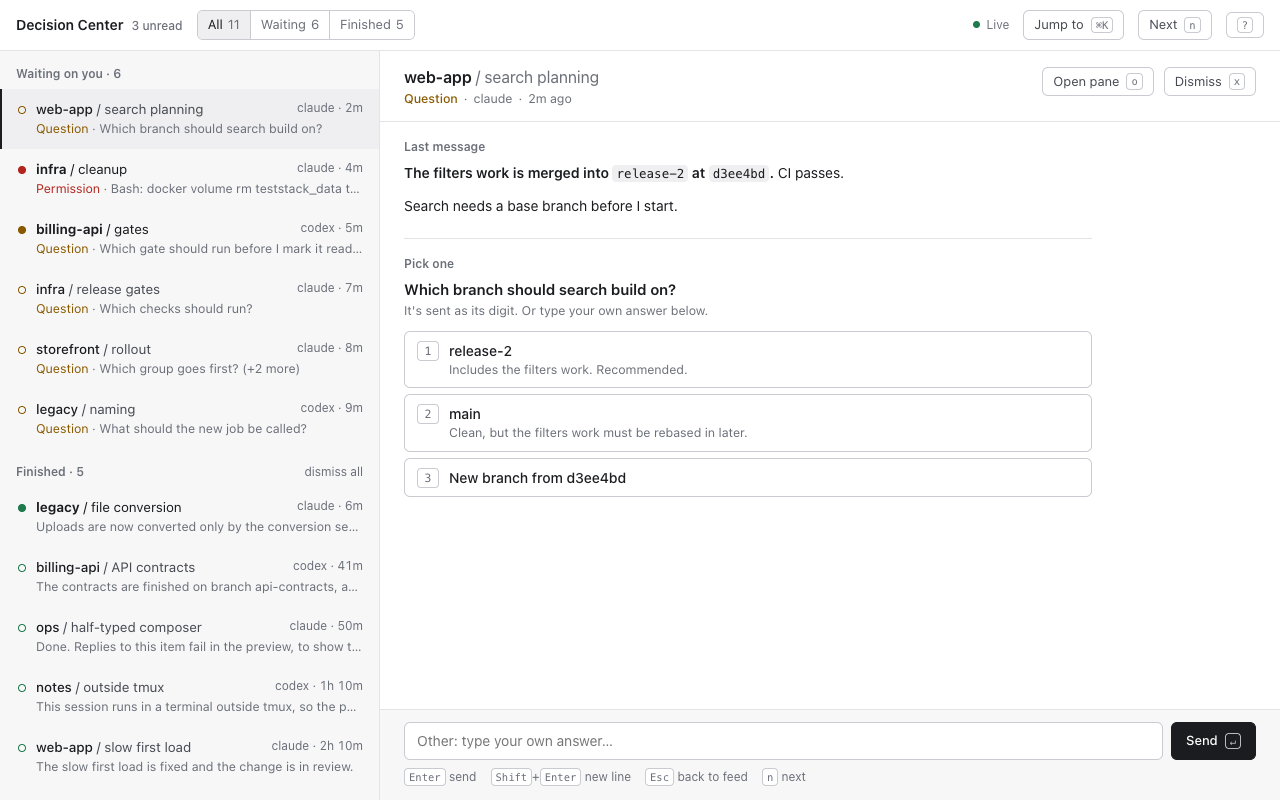 Decision Center 3 unread All 11 Waiting 6 Finished 5 Live Jump to ⌘K Next n ?
Waiting on you · 6
web-app / search planning claude · 2m
Question · Which branch should search build on?
infra / cleanup claude · 4m
Permission · Bash: docker volume rm teststack_data t…
billing-api / gates codex · 5m
Question · Which gate should run before I mark it read…
infra / release gates claude · 7m
Question · Which checks should run?
storefront / rollout claude · 8m
Question · Which group goes first? (+2 more)
legacy / naming codex · 9m
Question · What should the new job be called?
Finished · 5 dismiss all
legacy / file conversion claude · 6m
Uploads are now converted only by the conversion se…
billing-api / API contracts codex · 41m
The contracts are finished on branch api-contracts, a…
ops / half-typed composer claude · 50m
Done. Replies to this item fail in the preview, to show t…
notes / outside tmux codex · 1h 10m
This session runs in a terminal outside tmux, so the p…
web-app / slow first load claude · 2h 10m
The slow first load is fixed and the change is in review.
web-app / search planning Open pane o Dismiss x
Question · claude · 2m ago
Last message
The filters work is merged into release-2 at d3ee4bd. CI passes.
Search needs a base branch before I start.
Pick one
Which branch should search build on?
It's sent as its digit. Or type your own answer below.
1 release-2
Includes the filters work. Recommended.
2 main
Clean, but the filters work must be rebased in later.
3 New branch from d3ee4bd
Other: type your own answer… Send ↵
Enter send Shift+Enter new line Esc back to feed n next